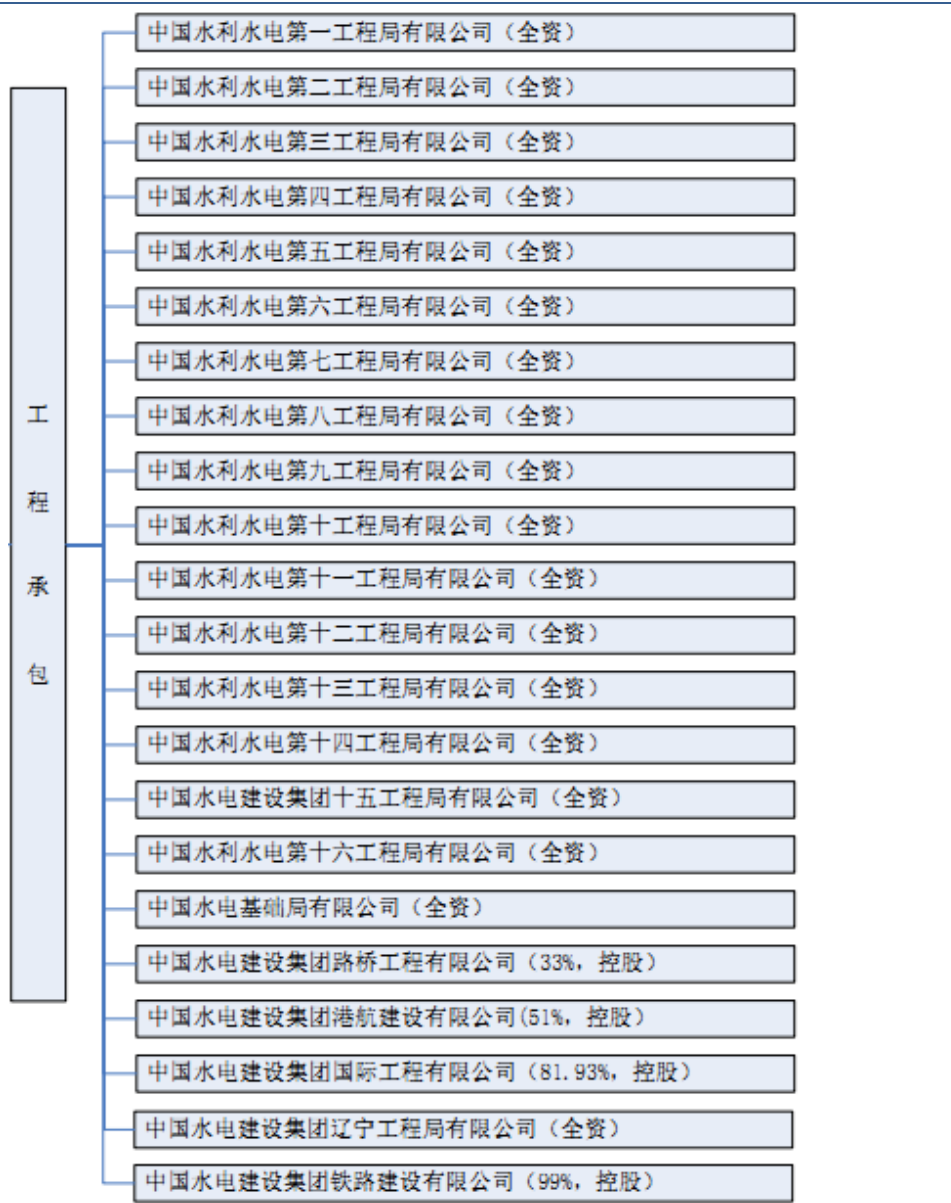 中国水利水电第一工程局有限公司（全资）
中国水利水电第二工程局有限公司（全资）
中国水利水电第三工程局有限公司（全资）
中国水利水电第四工程局有限公司（全资）
中国水利水电第五工程局有限公司（全资）
中国水利水电第六工程局有限公司（全资）
中国水利水电第七工程局有限公司（全资）
中国水利水电第八工程局有限公司（全资）
中国水利水电第九工程局有限公司（全资）
中国水利水电第十工程局有限公司（全资）
中国水利水电第十一工程局有限公司（全资）
中国水利水电第十二工程局有限公司（全资）
中国水利水电第十三工程局有限公司（全资）
中国水利水电第十四工程局有限公司（全资）
中国水电建设集团十五工程局有限公司（全资）
中国水利水电第十六工程局有限公司（全资）
中国水电基础局有限公司（全资）
中国水电建设集团路桥工程有限公司（33%，控股）
中国水电建设集团港航建设有限公司(51%，控股）
中国水电建设集团国际工程有限公司（81.93%，控股）
中国水电建设集团辽宁工程局有限公司（全资）
中国水电建设集团铁路建设有限公司（99%，控股）
工程承包